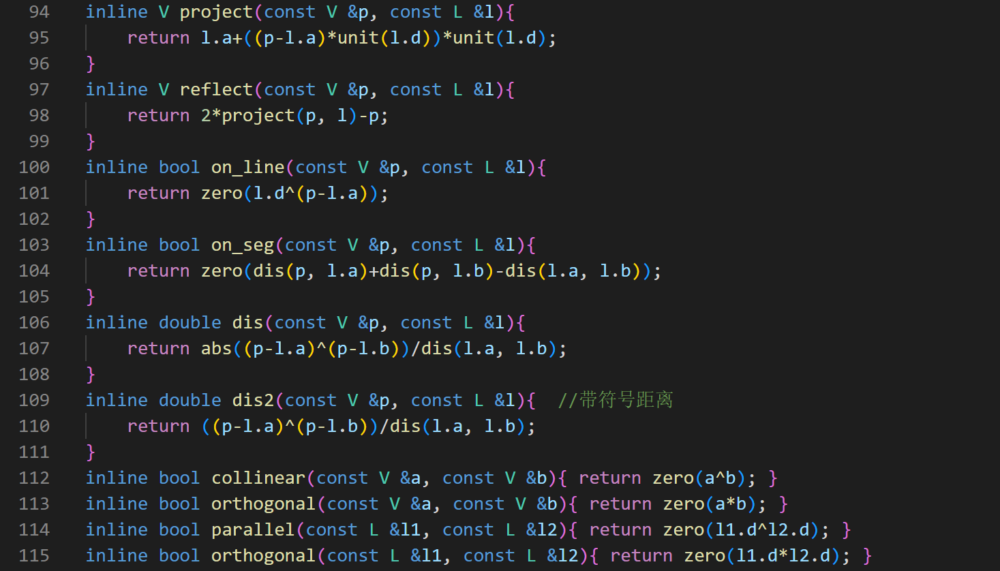 94 inline V project(const V &p, const L &l){
95 return l.a+((p-l.a)*unit(l.d))*unit(l.d);
96 }
97 inline V reflect(const V &p, const L &l){
98 return 2*project(p, l)-p;
99 }
100 inline bool on_line(const V &p, const L &l){
101 return zero(l.d^(p-l.a));
102 }
103 inline bool on_seg(const V &p, const L &l){
104 return zero(dis(p, l.a)+dis(p, l.b)-dis(l.a, l.b));
105 }
106 inline double dis(const V &p, const L &l){
107 return abs((p-l.a)^(p-l.b))/dis(l.a, l.b);
108 }
109 inline double dis2(const V &p, const L &l){ //带符号距离
110 return ((p-l.a)^(p-l.b))/dis(l.a, l.b);
111 }
112 inline bool collinear(const V &a, const V &b){ return zero(a^b); }
113 inline bool orthogonal(const V &a, const V &b){ return zero(a*b); }
114 inline bool parallel(const L &l1, const L &l2){ return zero(l1.d^l2.d); }
115 inline bool orthogonal(const L &l1, const L &l2){ return zero(l1.d*l2.d); }